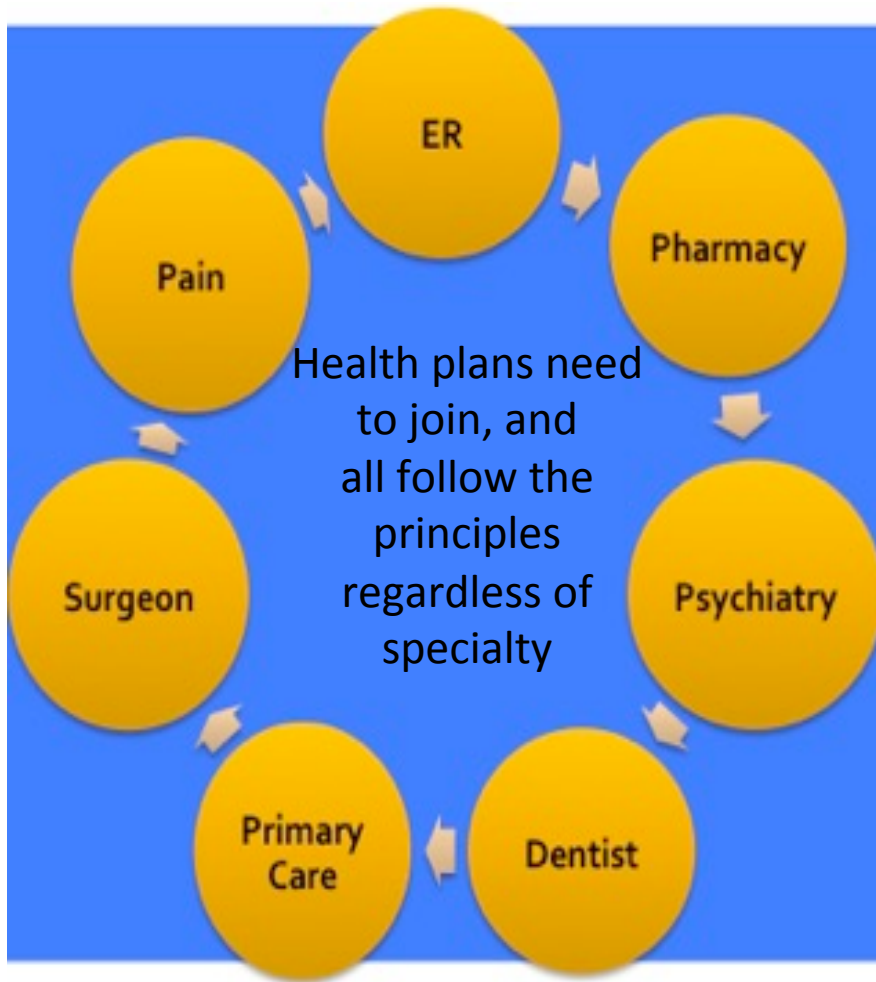 ER
Pharmacy
Psychiatry
Dentist
Primary
Care
Surgeon
Pain
Health plans need
to join, and
all follow the
principles
regardless of
specialty